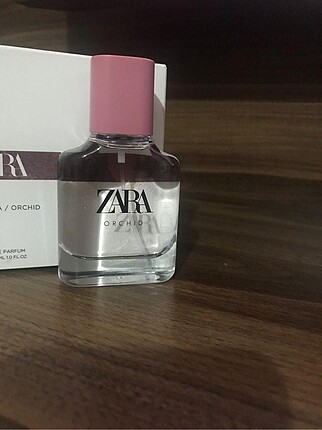 RA
A / ORCHID
E PARFUM
ML 1.0 FL OZ
ZARA
ORCHID